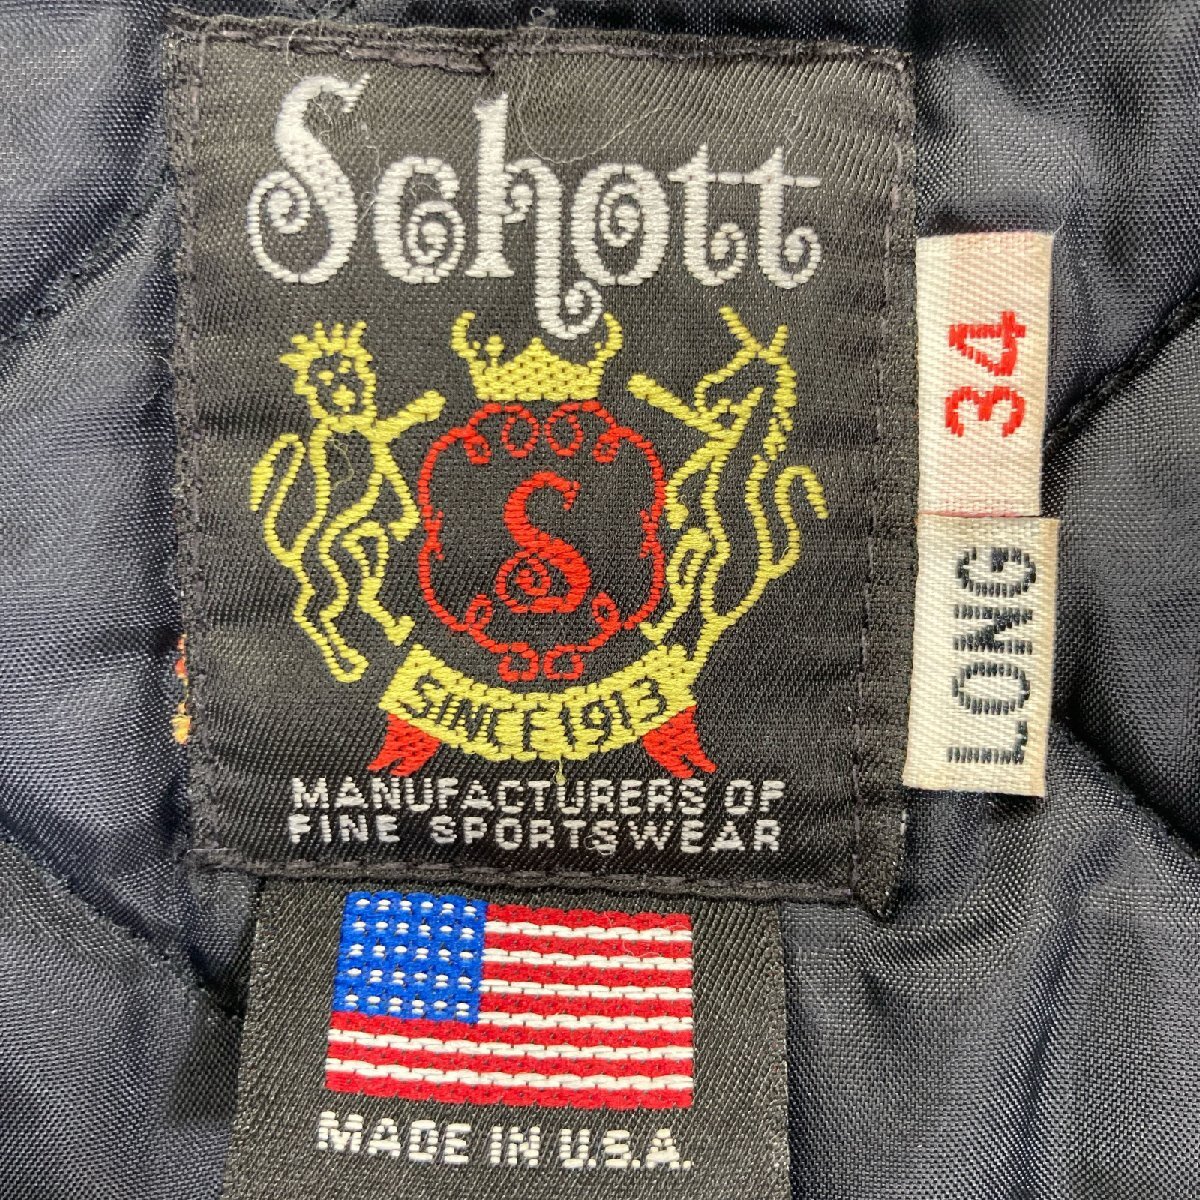 Schott
S
SINCE 1913
MANUFACTURERS OF
FINE SPORTSWEAR
MADE IN U.S.A.
34
LONG